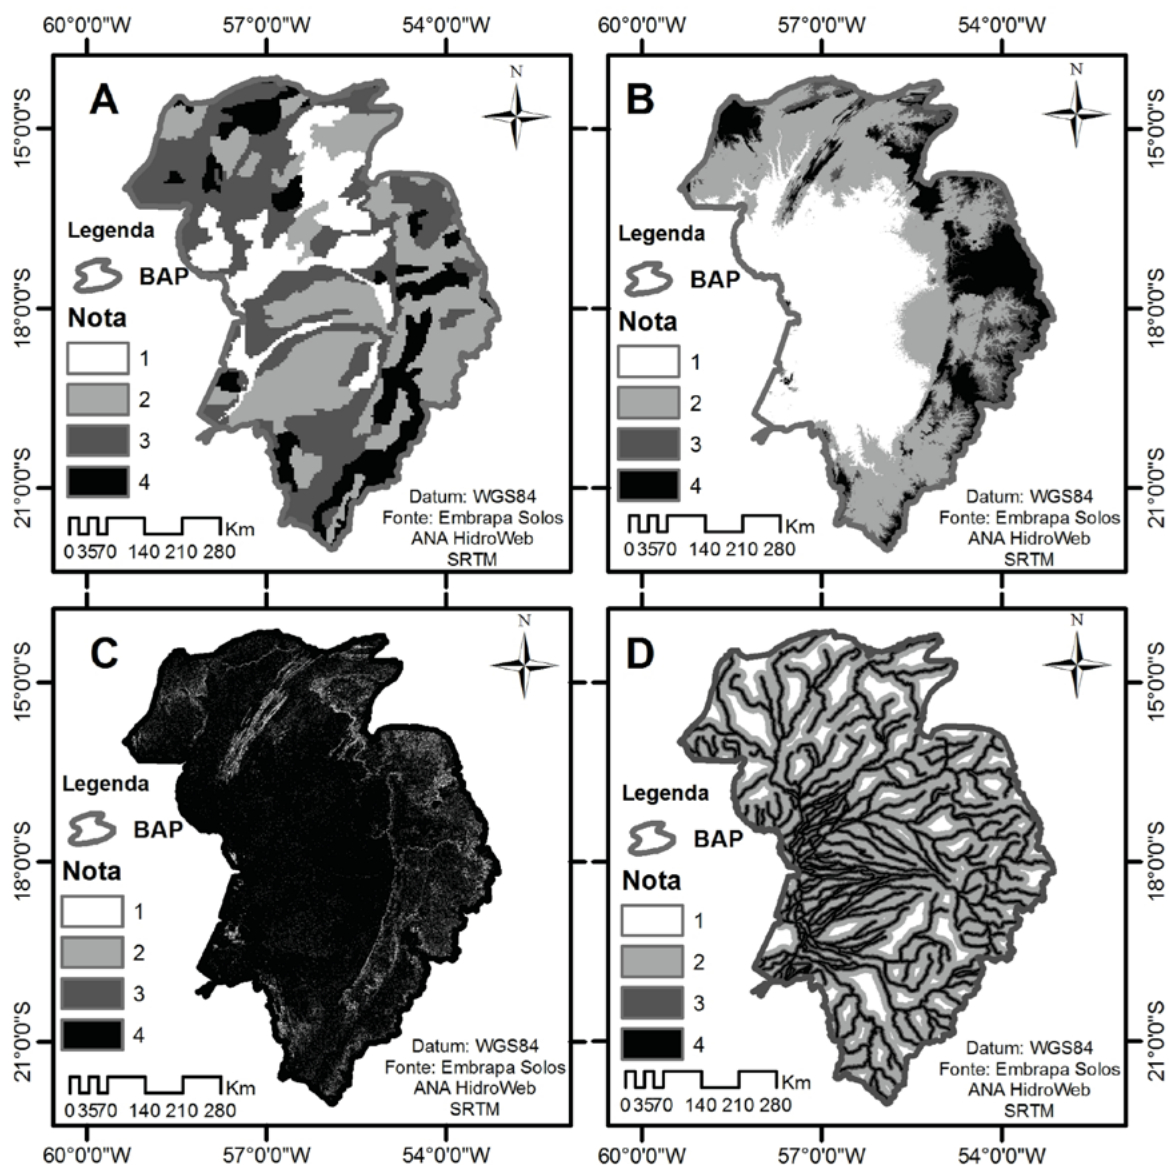 60°0'0"W 57°0'0"W 54°0'0"W 60°0'0"W 57°0'0"W 54°0'0"W
A
N
15°0'0"S
Legenda
BAP
18°0'0"S
Nota
1
2
3
4
21°0'0"S
Datum: WGS84
Fonte: Embrapa Solos
ANA HidroWeb
SRTM
Km
0 3570 140 210 280
B
N
15°0'0"S
Legenda
BAP
18°0'0"S
Nota
1
2
3
4
21°0'0"S
Datum: WGS84
Fonte: Embrapa Solos
ANA HidroWeb
SRTM
Km
0 3570 140 210 280
C
N
15°0'0"S
Legenda
BAP
18°0'0"S
Nota
1
2
3
4
21°0'0"S
Datum: WGS84
Fonte: Embrapa Solos
ANA HidroWeb
SRTM
Km
0 3570 140 210 280
D
N
15°0'0"S
Legenda
BAP
18°0'0"S
Nota
1
2
3
4
21°0'0"S
Datum: WGS84
Fonte: Embrapa Solos
ANA HidroWeb
SRTM
Km
0 3570 140 210 280
60°0'0"W 57°0'0"W 54°0'0"W 60°0'0"W 57°0'0"W 54°0'0"W